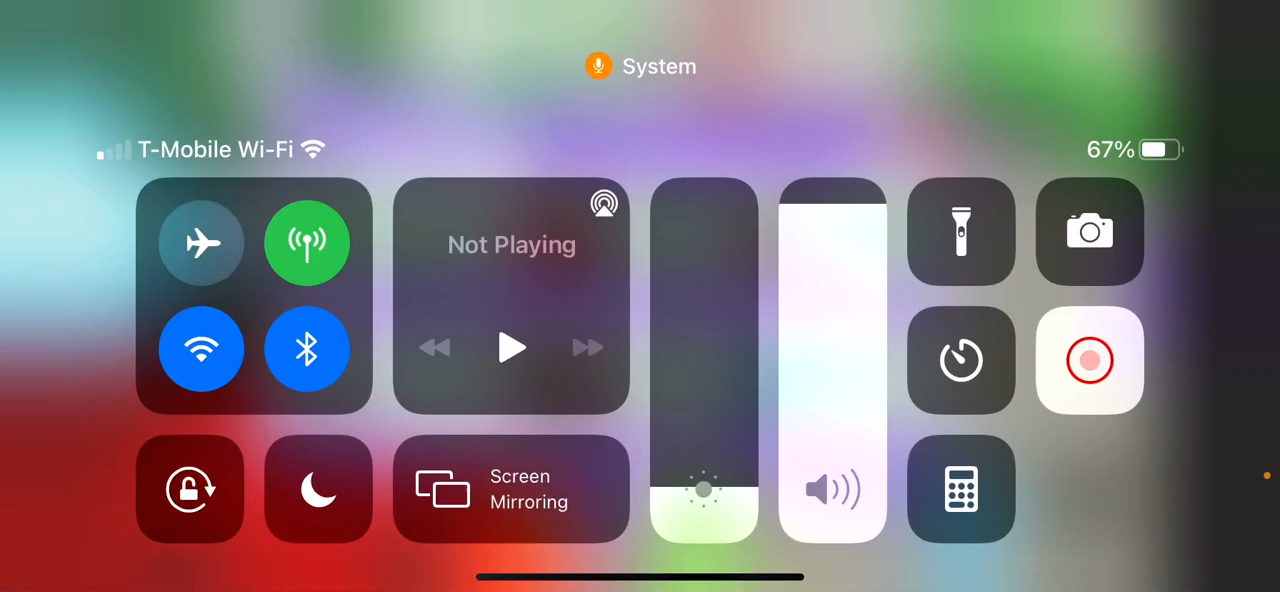 System
T-Mobile Wi-Fi
67%
Not Playing
Screen
Mirroring